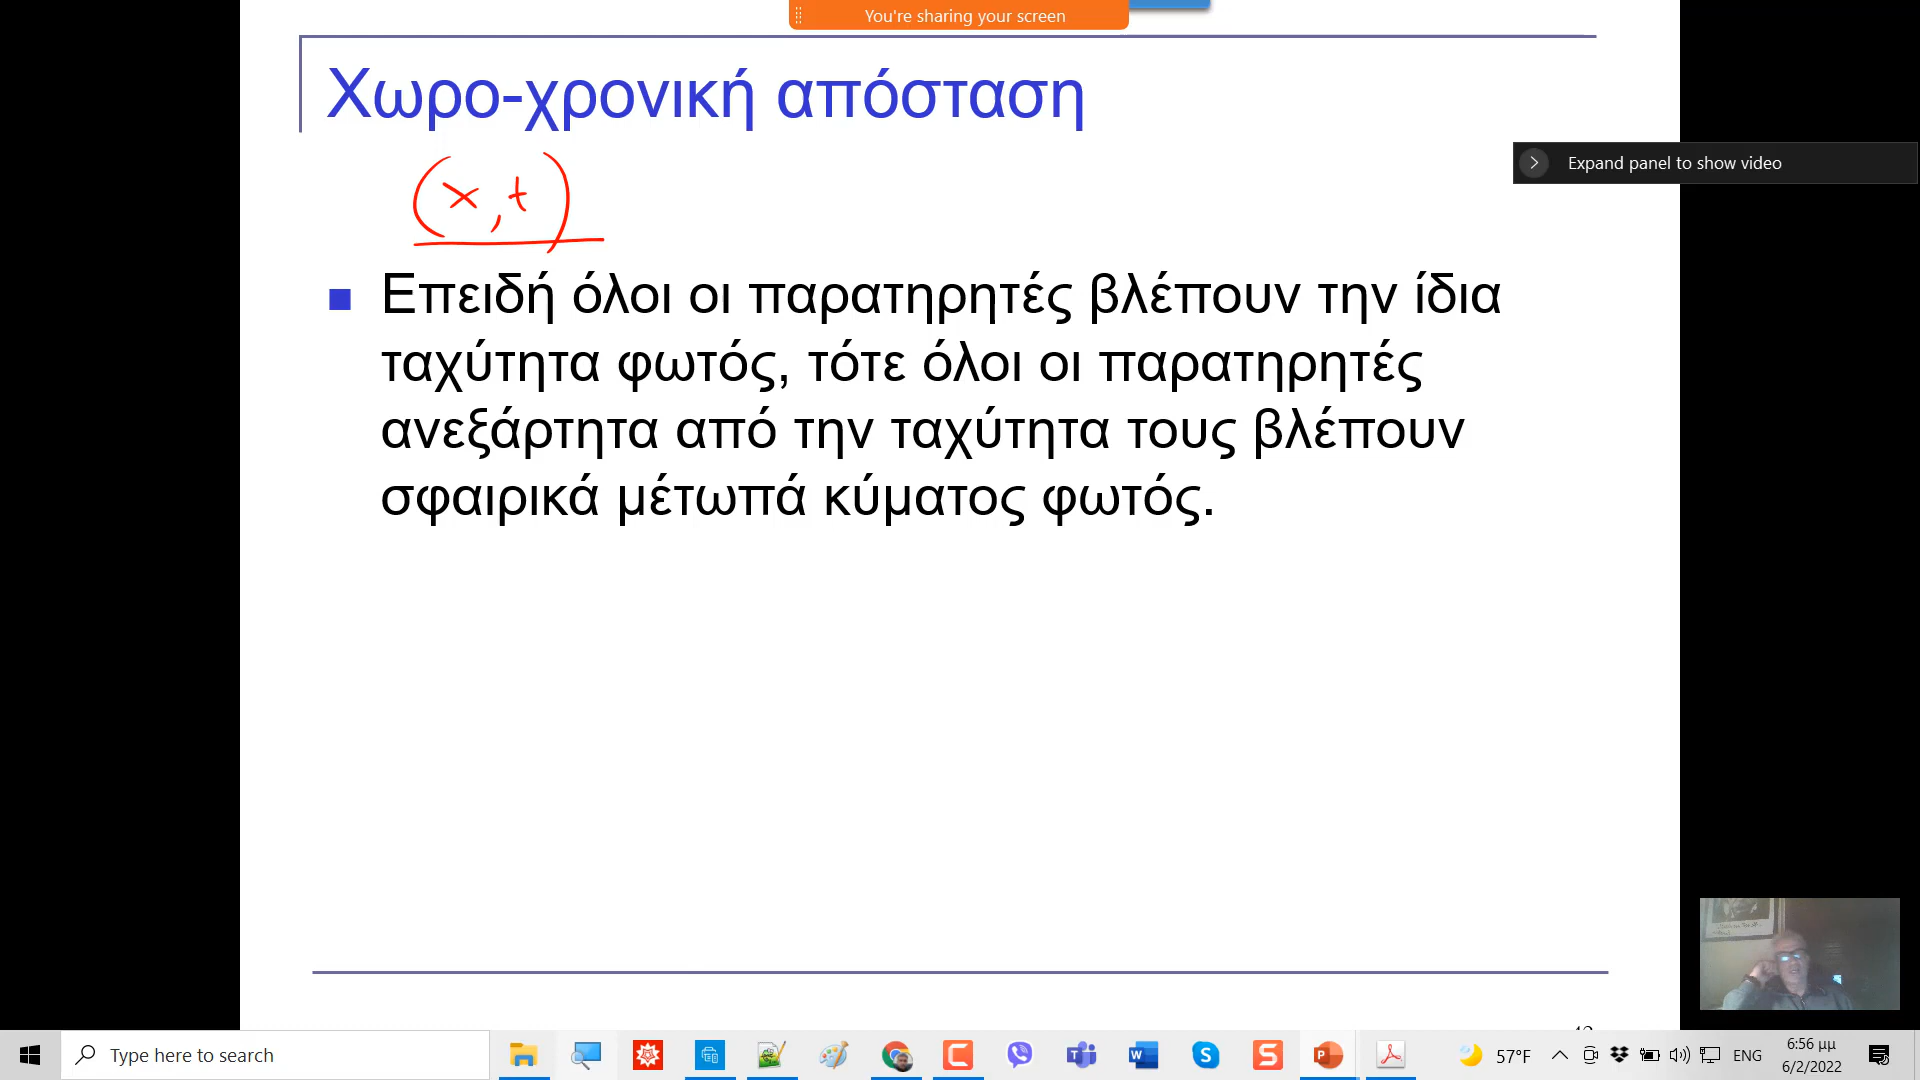 You're sharing your screen
Χωρο-χρονική απόσταση
Expand panel to show video
(x, t)
Επειδή όλοι οι παρατηρητές βλέπουν την ίδια
ταχύτητα φωτός, τότε όλοι οι παρατηρητές
ανεξάρτητα από την ταχύτητα τους βλέπουν
σφαιρικά μέτωπά κύματος φωτός.
Type here to search
57°F
ENG
6:56 μμ
6/2/2022